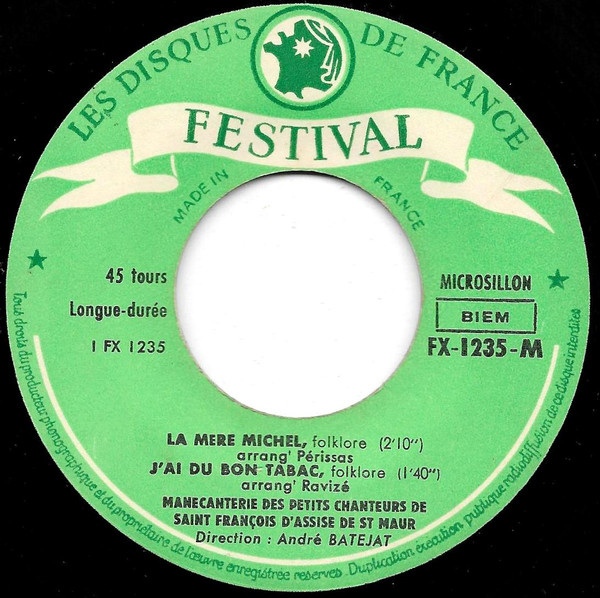 LES DISQUES DE FRANCE
FESTIVAL
MADE IN FRANCE
45 tours
Longue-durée
1 FX 1235
MICROSILLON
BIEM
FX-1235-M
LA MERE MICHEL, folklore (2'10")
arrang' Périssas
J'AI DU BON TABAC, folklore (1'40")
arrang' Ravizé
MANECANTERIE DES PETITS CHANTEURS DE
SAINT FRANÇOIS D'ASSISE DE ST MAUR
Direction : André BATEJAT
Tous droits du producteur phonographique et du propriétaire de l'œuvre enregistrée réservés. Duplication exécution publique radiodiffusion de ce disque interdites